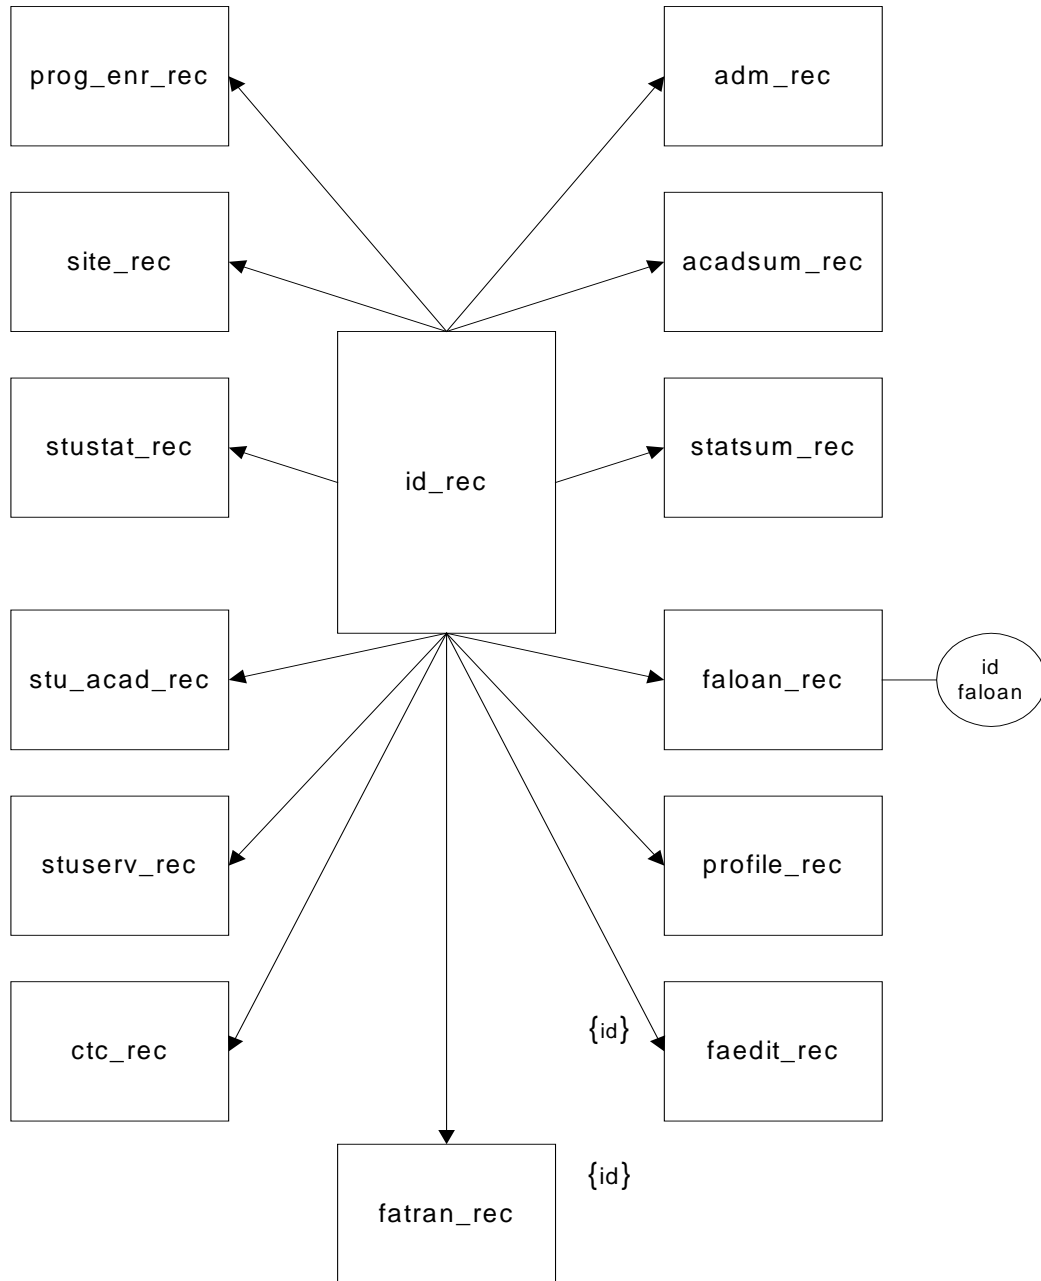 prog_enr_rec
adm_rec
site_rec
acadsum_rec
stustat_rec
id_rec
statsum_rec
stu_acad_rec
faloan_rec
id
faloan
stuserv_rec
profile_rec
ctc_rec
{id}
faedit_rec
{id}
fatran_rec